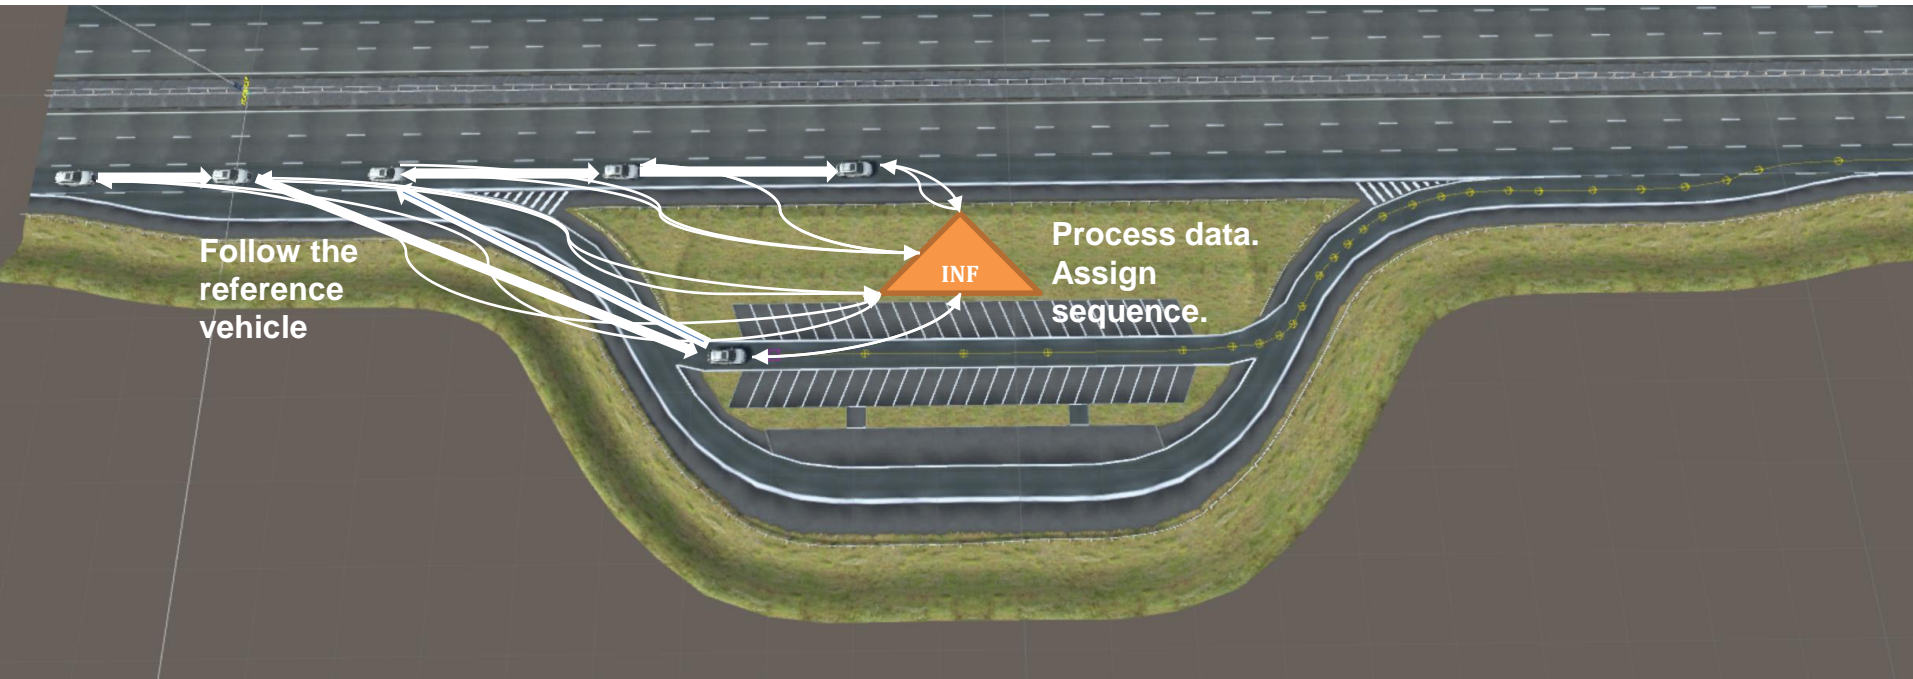 Follow the
reference
vehicle
INF
Process data.
Assign
sequence.